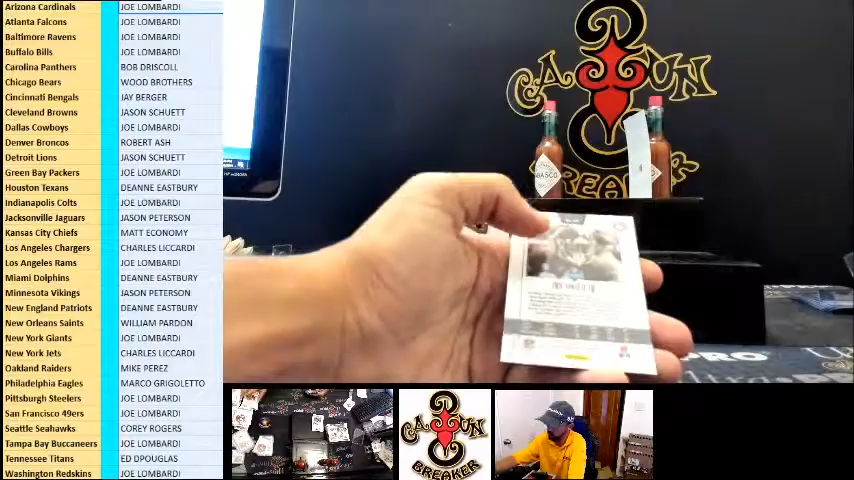 Arizona Cardinals JOE LOMBARDI
Atlanta Falcons JOE LOMBARDI
Baltimore Ravens JOE LOMBARDI
Buffalo Bills JOE LOMBARDI
Carolina Panthers BOB DRISCOLL
Chicago Bears WOOD BROTHERS
Cincinnati Bengals JAY BERGER
Cleveland Browns JASON SCHUETT
Dallas Cowboys JOE LOMBARDI
Denver Broncos ROBERT ASH
Detroit Lions JASON SCHUETT
Green Bay Packers JOE LOMBARDI
Houston Texans DEANNE EASTBURY
Indianapolis Colts JOE LOMBARDI
Jacksonville Jaguars JASON PETERSON
Kansas City Chiefs MATT ECONOMY
Los Angeles Chargers CHARLES LICCARDI
Los Angeles Rams JOE LOMBARDI
Miami Dolphins DEANNE EASTBURY
Minnesota Vikings JASON PETERSON
New England Patriots DEANNE EASTBURY
New Orleans Saints WILLIAM PARDON
New York Giants JOE LOMBARDI
New York Jets CHARLES LICCARDI
Oakland Raiders MIKE PEREZ
Philadelphia Eagles MARCO GRIGOLETTO
Pittsburgh Steelers JOE LOMBARDI
San Francisco 49ers JOE LOMBARDI
Seattle Seahawks COREY ROGERS
Tampa Bay Buccaneers JOE LOMBARDI
Tennessee Titans ED DPOUGLAS
Washington Redskins JOE LOMBARDI
CAJUN
BREAKER
TABASCO
PRO
CAJUN
BREAKER